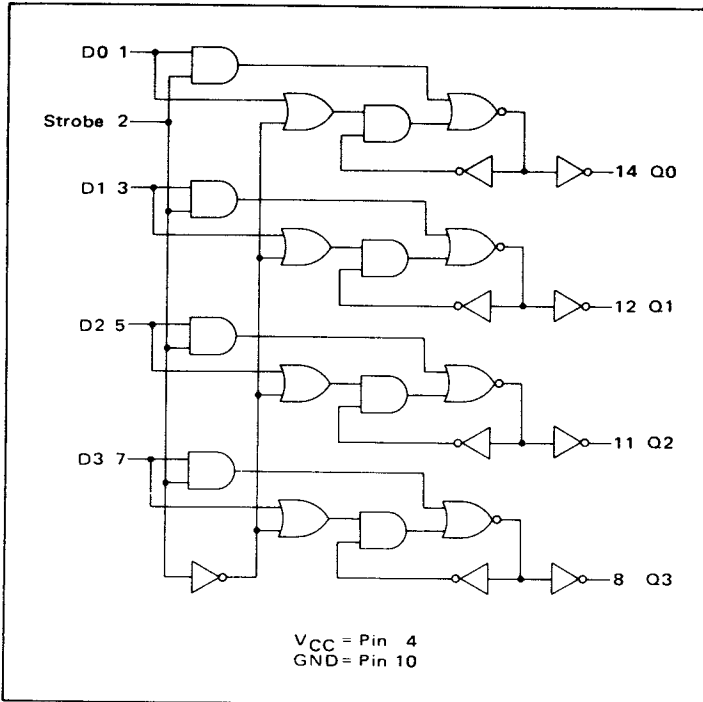 D0 1
Strobe 2
14 Q0
D1 3
12 Q1
D2 5
11 Q2
D3 7
8 Q3
VCC = Pin 4
GND = Pin 10